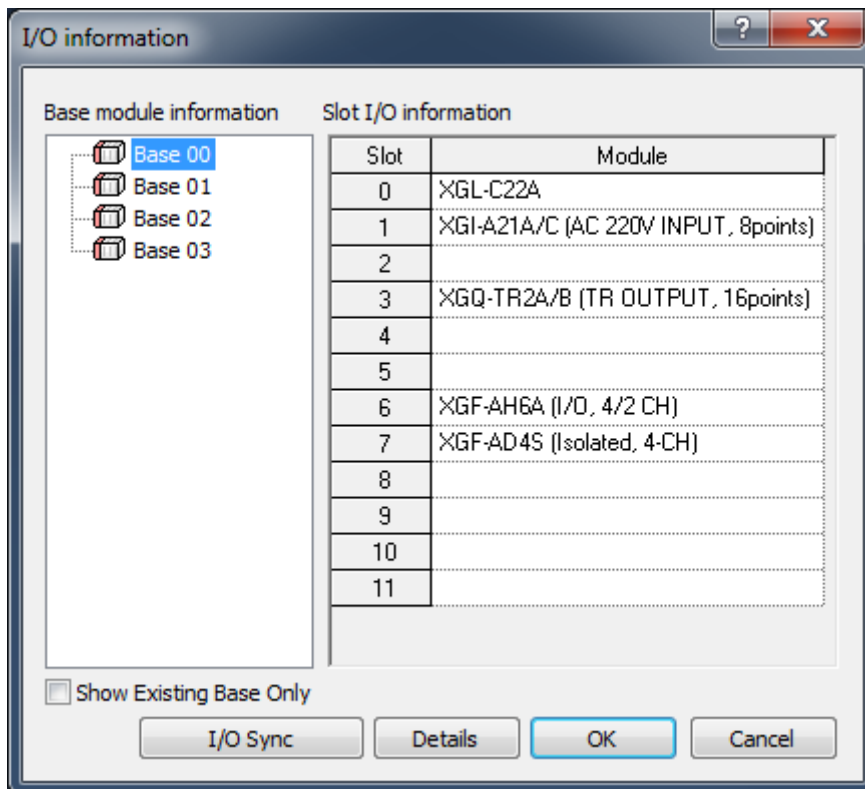 I/O information
?
X
Base module information
Base 00
Base 01
Base 02
Base 03
Slot I/O information
Slot Module
0 XGL-C22A
1 XGI-A21A/C (AC 220V INPUT, 8points)
2
3 XGQ-TR2A/B (TR OUTPUT, 16points)
4
5
6 XGF-AH6A (I/O, 4/2 CH)
7 XGF-AD4S (Isolated, 4-CH)
8
9
10
11
Show Existing Base Only
I/O Sync Details OK Cancel